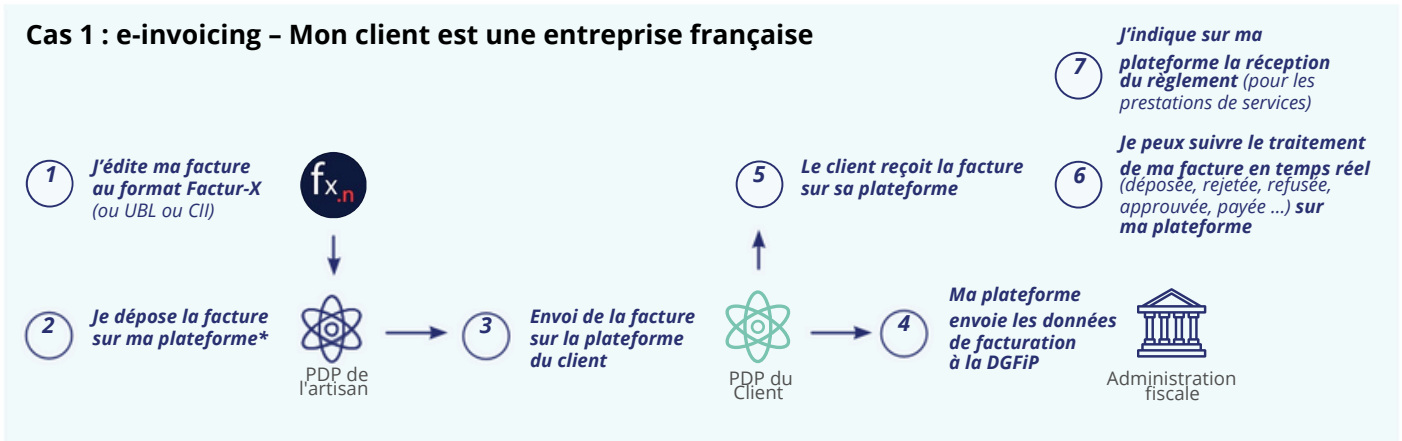 Cas 1 : e-invoicing – Mon client est une entreprise française
1
J’édite ma facture
au format Factur-X
(ou UBL ou CII)
fx.n
2
Je dépose la facture
sur ma plateforme*
PDP de
l'artisan
3
Envoi de la facture
sur la plateforme
du client
PDP du
Client
4
Ma plateforme
envoie les données
de facturation
à la DGFiP
Administration
fiscale
5
Le client reçoit la facture
sur sa plateforme
6
Je peux suivre le traitement
de ma facture en temps réel
(déposée, rejetée, refusée,
approuvée, payée ...) sur
ma plateforme
7
J’indique sur ma
plateforme la réception
du règlement (pour les
prestations de services)